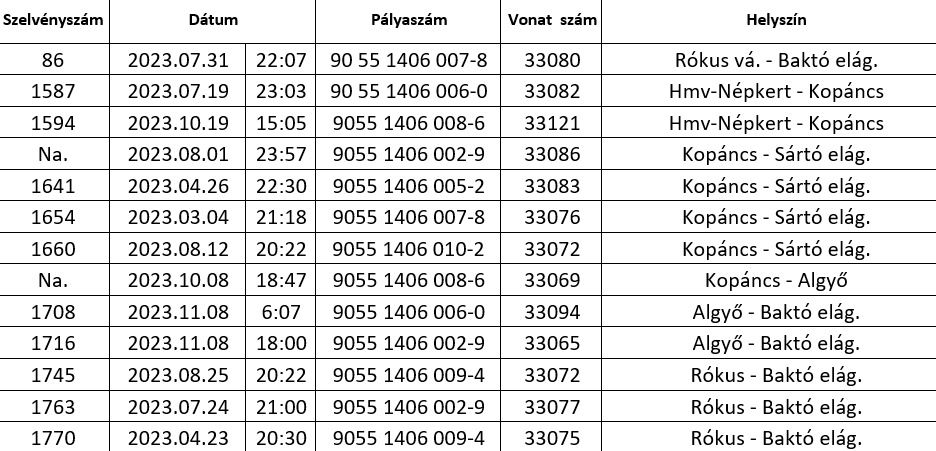 Szelvényszám Dátum Pályaszám Vonat szám Helyszín
86 2023.07.31 22:07 90 55 1406 007-8 33080 Rókus vá. - Baktó elág.
1587 2023.07.19 23:03 90 55 1406 006-0 33082 Hmv-Népkert - Kopáncs
1594 2023.10.19 15:05 9055 1406 008-6 33121 Hmv-Népkert - Kopáncs
Na. 2023.08.01 23:57 9055 1406 002-9 33086 Kopáncs - Sártó elág.
1641 2023.04.26 22:30 9055 1406 005-2 33083 Kopáncs - Sártó elág.
1654 2023.03.04 21:18 9055 1406 007-8 33076 Kopáncs - Sártó elág.
1660 2023.08.12 20:22 9055 1406 010-2 33072 Kopáncs - Sártó elág.
Na. 2023.10.08 18:47 9055 1406 008-6 33069 Kopáncs - Algyő
1708 2023.11.08 6:07 9055 1406 006-0 33094 Algyő - Baktó elág.
1716 2023.11.08 18:00 9055 1406 002-9 33065 Algyő - Baktó elág.
1745 2023.08.25 20:22 9055 1406 009-4 33072 Rókus - Baktó elág.
1763 2023.07.24 21:00 9055 1406 002-9 33077 Rókus - Baktó elág.
1770 2023.04.23 20:30 9055 1406 009-4 33075 Rókus - Baktó elág.